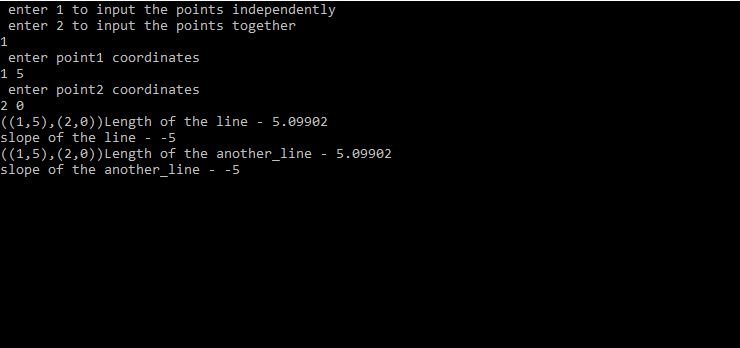 enter 1 to input the points independently
enter 2 to input the points together
1
enter point1 coordinates
1 5
enter point2 coordinates
2 0
((1,5),(2,0))Length of the line - 5.09902
slope of the line - -5
((1,5),(2,0))Length of the another_line - 5.09902
slope of the another_line - -5